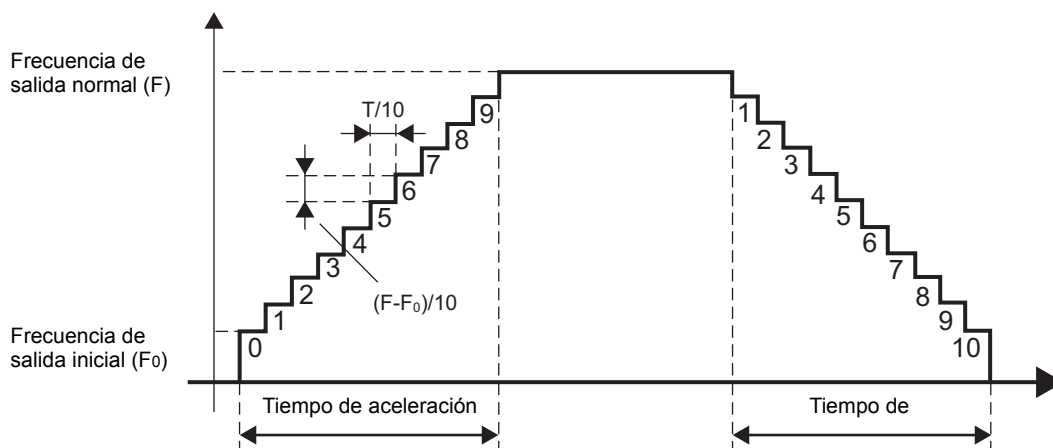 Frecuencia de
salida normal (F)
T/10
9
8
7
6
5
4
3
2
1
0
(F-F₀)/10
1
2
3
4
5
6
7
8
9
10
Frecuencia de
salida inicial (F₀)
Tiempo de aceleración
Tiempo de